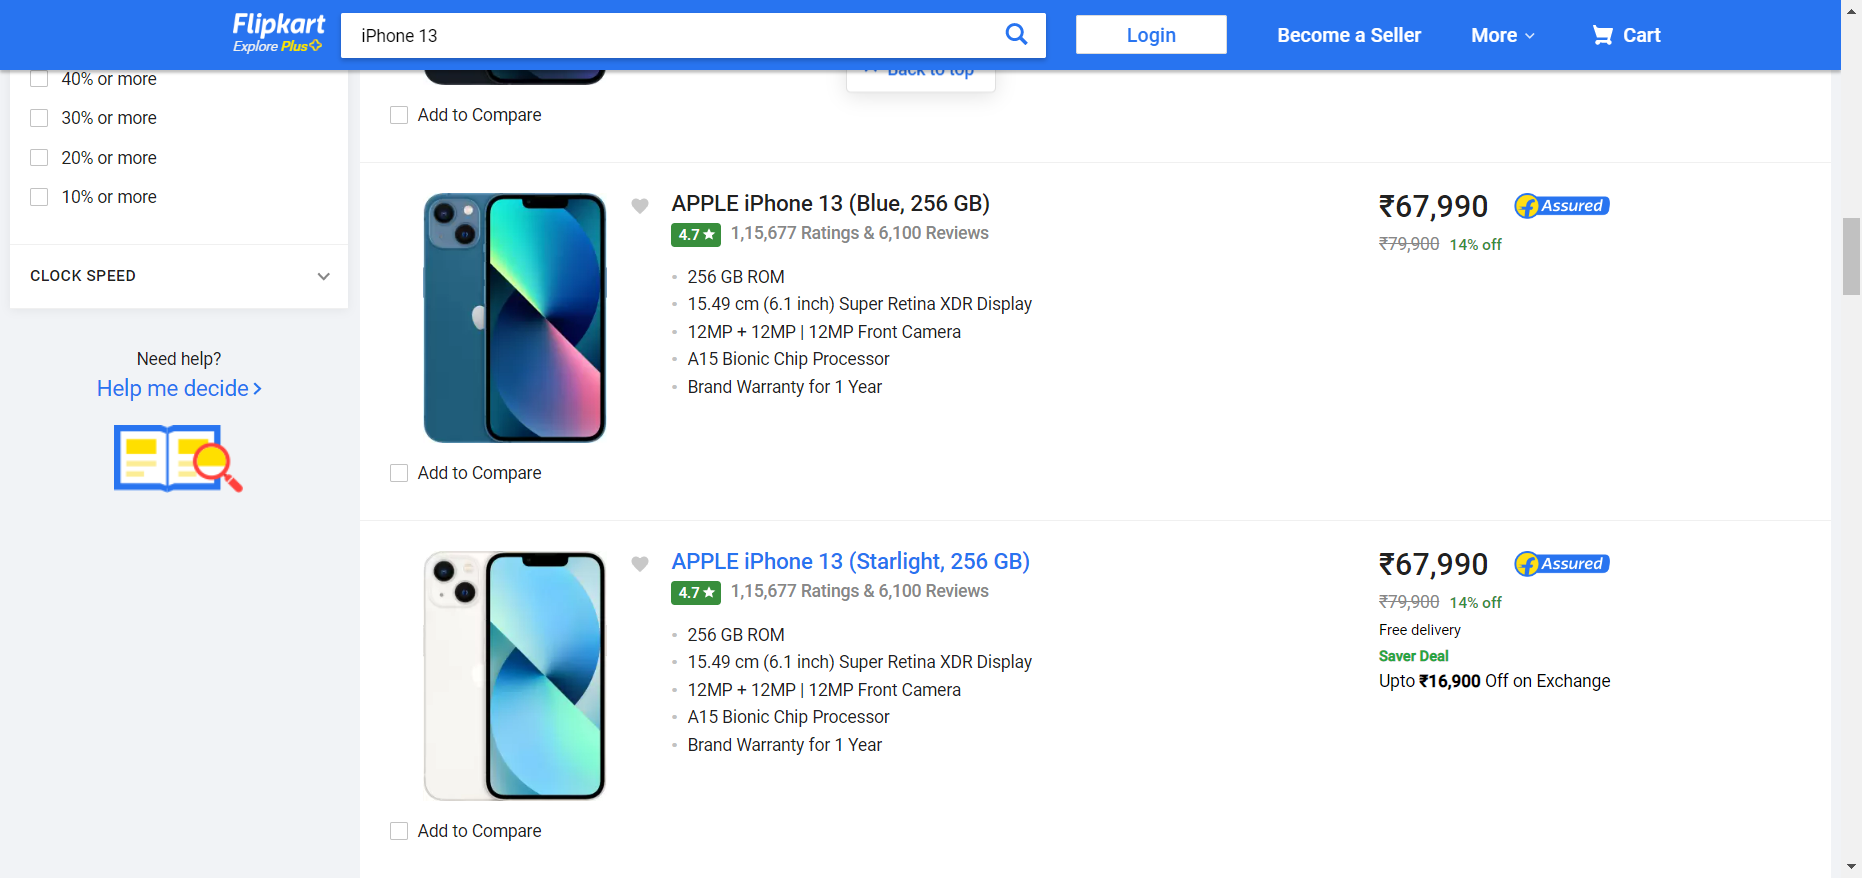 Flipkart
Explore Plus
iPhone 13
Login
Become a Seller
More
Cart
40% or more
30% or more
20% or more
10% or more
CLOCK SPEED
Need help?
Help me decide
Back to top
Add to Compare
APPLE iPhone 13 (Blue, 256 GB)
4.7★ 1,15,677 Ratings & 6,100 Reviews
• 256 GB ROM
• 15.49 cm (6.1 inch) Super Retina XDR Display
• 12MP + 12MP | 12MP Front Camera
• A15 Bionic Chip Processor
• Brand Warranty for 1 Year
₹67,990 Assured
₹79,900 14% off
Add to Compare
APPLE iPhone 13 (Starlight, 256 GB)
4.7★ 1,15,677 Ratings & 6,100 Reviews
• 256 GB ROM
• 15.49 cm (6.1 inch) Super Retina XDR Display
• 12MP + 12MP | 12MP Front Camera
• A15 Bionic Chip Processor
• Brand Warranty for 1 Year
₹67,990 Assured
₹79,900 14% off
Free delivery
Saver Deal
Upto ₹16,900 Off on Exchange
Add to Compare